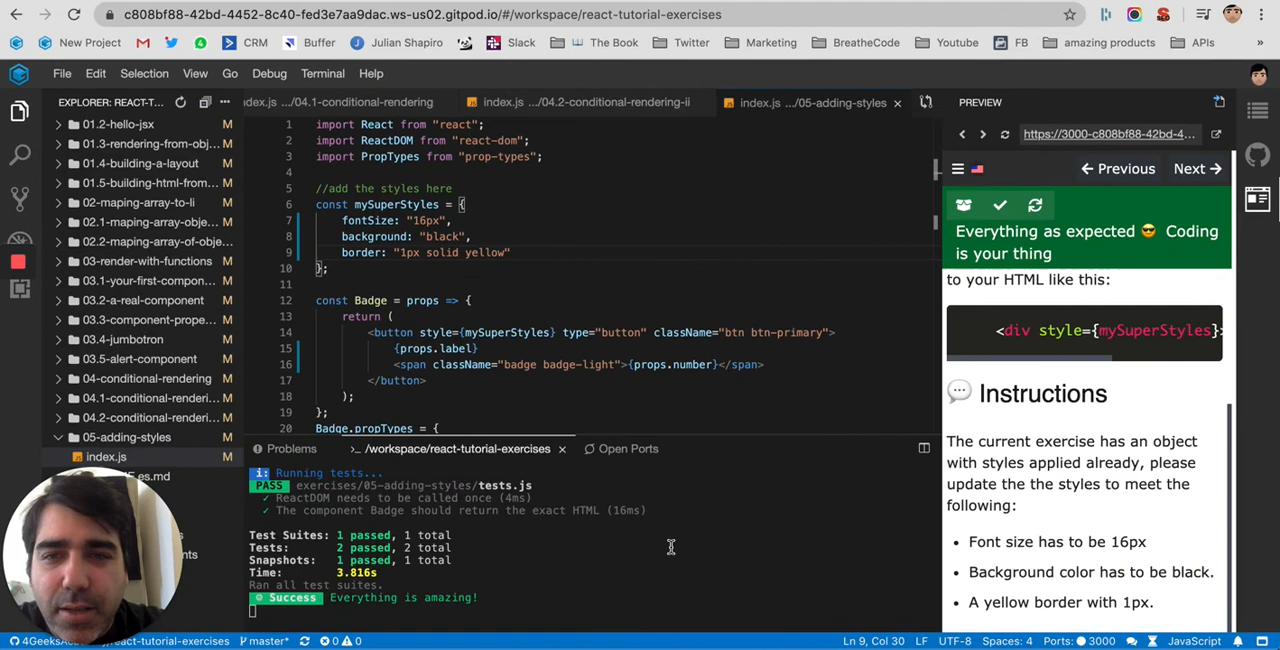 c808bf88-42bd-4452-8c40-fed3e7aa9dac.ws-us02.gitpod.io/#/workspace/react-tutorial-exercises
New Project CRM Buffer Julian Shapiro Slack The Book Twitter Marketing BreatheCode Youtube FB amazing products APIs »
File Edit Selection View Go Debug Terminal Help
EXPLORER: REACT-T...
01.2-hello-jsx M
01.3-rendering-from-obj... M
01.4-building-a-layout M
01.5-building-html-from... M
02-maping-array-to-li M
02.1-maping-array-obje... M
02.2-maping-array-of-obje...
03-render-with-functions M
03.1-your-first-compon... M
03.2-a-real-component M
03.3-component-prope... M
03.4-jumbotron M
03.5-alert-component M
04-conditional-rendering M
04.1-conditional-renderi... M
04.2-conditional-renderi... M
05-adding-styles M
index.js M
es.md M
nts M
index.js .../04.1-conditional-rendering index.js .../04.2-conditional-rendering-ii index.js .../05-adding-styles ×
1 import React from "react";
2 import ReactDOM from "react-dom";
3 import PropTypes from "prop-types";
4
5 //add the styles here
6 const mySuperStyles = {
7 fontSize: "16px",
8 background: "black",
9 border: "1px solid yellow"
10 };
11
12 const Badge = props => {
13 return (
14 <button style={mySuperStyles} type="button" className="btn btn-primary">
15 {props.label}
16 <span className="badge badge-light">{props.number}</span>
17 </button>
18 );
19 };
20 Badge.propTypes = {
Problems >_ /workspace/react-tutorial-exercises × Open Ports
i: Running tests...
PASS exercises/05-adding-styles/tests.js
✓ ReactDOM needs to be called once (4ms)
✓ The component Badge should return the exact HTML (16ms)
Test Suites: 1 passed, 1 total
Tests: 2 passed, 2 total
Snapshots: 1 passed, 1 total
Time: 3.816s
Ran all test suites.
Success Everything is amazing!
PREVIEW
https://3000-c808bf88-42bd-4...
← Previous Next →
Everything as expected 😎 Coding
is your thing
to your HTML like this:
<div style={mySuperStyles}>
💬 Instructions
The current exercise has an object
with styles applied already, please
update the the styles to meet the
following:
• Font size has to be 16px
• Background color has to be black.
• A yellow border with 1px.
4GeeksAcademy/react-tutorial-exercises master* 0 0 Ln 9, Col 30 LF UTF-8 Spaces: 4 Ports: 3000 JavaScript